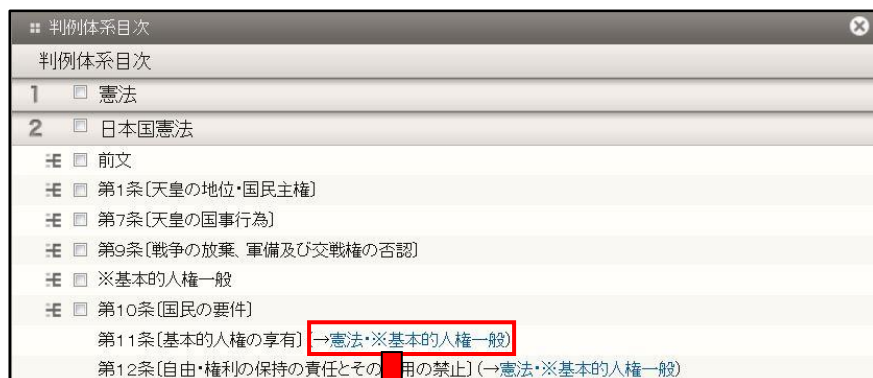 判例体系目次
判例体系目次
1 憲法
2 日本国憲法
前文
第1条〔天皇の地位・国民主権〕
第7条〔天皇の国事行為〕
第9条〔戦争の放棄、軍備及び交戦権の否認〕
※基本的人権一般
第10条〔国民の要件〕
第11条〔基本的人権の享有〕(→憲法・※基本的人権一般)
第12条〔自由・権利の保持の責任とその用の禁止〕(→憲法・※基本的人権一般)